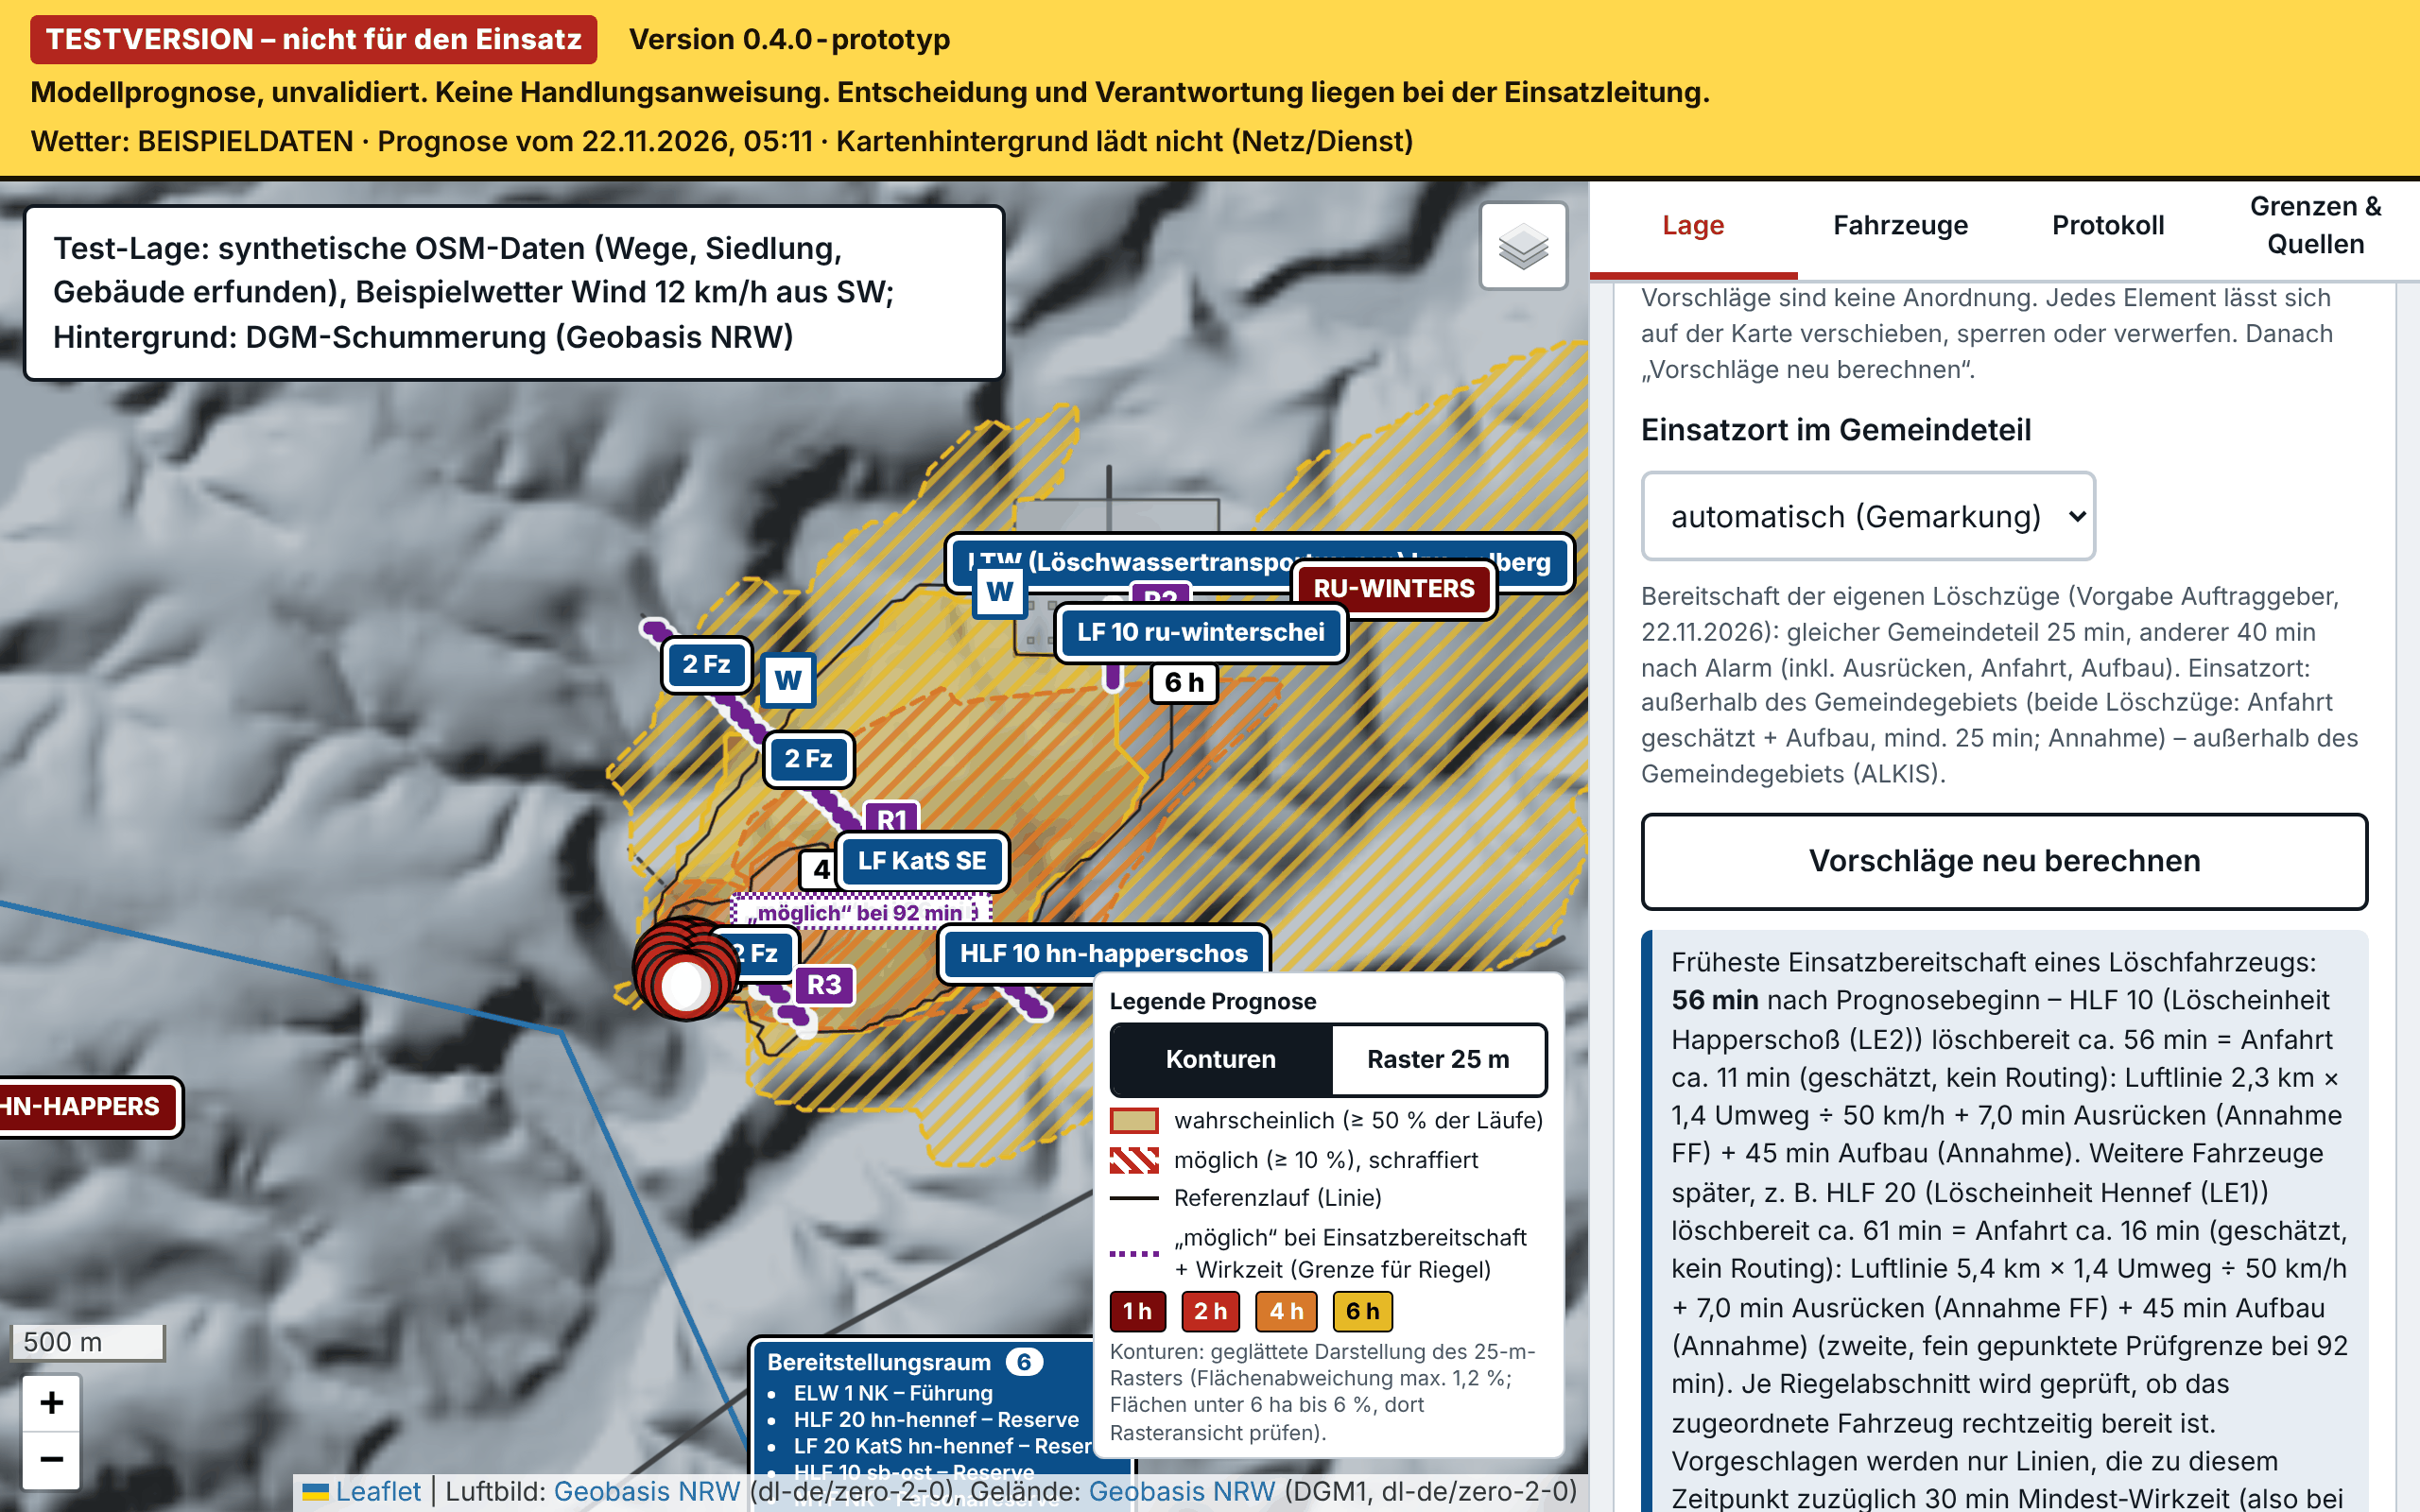 TESTVERSION – nicht für den Einsatz
Version 0.4.0-prototyp
Modellprognose, unvalidiert. Keine Handlungsanweisung. Entscheidung und Verantwortung liegen bei der Einsatzleitung.
Wetter: BEISPIELDATEN · Prognose vom 22.11.2026, 05:11 · Kartenhintergrund lädt nicht (Netz/Dienst)
Test-Lage: synthetische OSM-Daten (Wege, Siedlung,
Gebäude erfunden), Beispielwetter Wind 12 km/h aus SW;
Hintergrund: DGM-Schummerung (Geobasis NRW)
LTW (Löschwassertranspo
berg
W
R2
RU-WINTERS
LF 10 ru-winterschei
2 Fz
W
6 h
2 Fz
R1
4
LF KatS SE
„möglich“ bei 92 min
2 Fz
HLF 10 hn-happerschos
R3
HN-HAPPERS
Legende Prognose
Konturen
Raster 25 m
wahrscheinlich (≥ 50 % der Läufe)
möglich (≥ 10 %), schraffiert
Referenzlauf (Linie)
„möglich“ bei Einsatzbereitschaft
+ Wirkzeit (Grenze für Riegel)
1 h
2 h
4 h
6 h
Konturen: geglättete Darstellung des 25-m-
Rasters (Flächenabweichung max. 1,2 %;
Flächen unter 6 ha bis 6 %, dort
Rasteransicht prüfen).
500 m
+
−
Bereitstellungsraum 6
• ELW 1 NK – Führung
• HLF 20 hn-hennef – Reserve
• LF 20 KatS hn-hennef – Reser
• HLF 10 sb-ost – Reserve
Leaflet | Luftbild: Geobasis NRW (dl-de/zero-2-0), Gelände: Geobasis NRW (DGM1, dl-de/zero-2-0)
Lage
Fahrzeuge
Protokoll
Grenzen &
Quellen
Vorschläge sind keine Anordnung. Jedes Element lässt sich
auf der Karte verschieben, sperren oder verwerfen. Danach
„Vorschläge neu berechnen“.
Einsatzort im Gemeindeteil
automatisch (Gemarkung)
Bereitschaft der eigenen Löschzüge (Vorgabe Auftraggeber,
22.11.2026): gleicher Gemeindeteil 25 min, anderer 40 min
nach Alarm (inkl. Ausrücken, Anfahrt, Aufbau). Einsatzort:
außerhalb des Gemeindegebiets (beide Löschzüge: Anfahrt
geschätzt + Aufbau, mind. 25 min; Annahme) – außerhalb des
Gemeindegebiets (ALKIS).
Vorschläge neu berechnen
Früheste Einsatzbereitschaft eines Löschfahrzeugs:
56 min nach Prognosebeginn – HLF 10 (Löscheinheit
Happerschoß (LE2)) löschbereit ca. 56 min = Anfahrt
ca. 11 min (geschätzt, kein Routing): Luftlinie 2,3 km ×
1,4 Umweg ÷ 50 km/h + 7,0 min Ausrücken (Annahme
FF) + 45 min Aufbau (Annahme). Weitere Fahrzeuge
später, z. B. HLF 20 (Löscheinheit Hennef (LE1))
löschbereit ca. 61 min = Anfahrt ca. 16 min (geschätzt,
kein Routing): Luftlinie 5,4 km × 1,4 Umweg ÷ 50 km/h
+ 7,0 min Ausrücken (Annahme FF) + 45 min Aufbau
(Annahme) (zweite, fein gepunktete Prüfgrenze bei 92
min). Je Riegelabschnitt wird geprüft, ob das
zugeordnete Fahrzeug rechtzeitig bereit ist.
Vorgeschlagen werden nur Linien, die zu diesem
Zeitpunkt zuzüglich 30 min Mindest-Wirkzeit (also bei